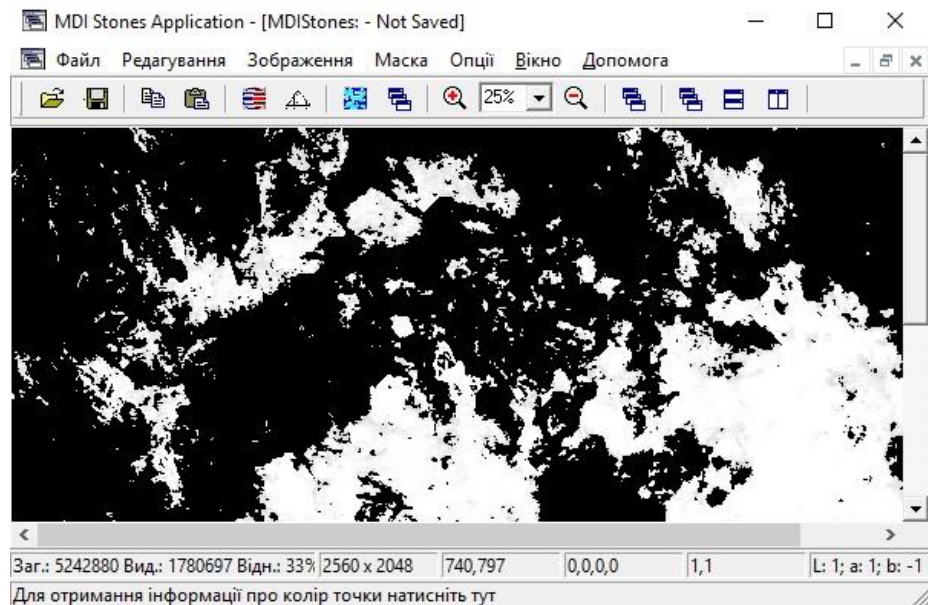 MDI Stones Application - [MDIStones: - Not Saved]
Файл Редагування Зображення Маска Опції Вікно Допомога
25%
Заг.: 5242880 Вид.: 1780697 Відн.: 33% 2560 x 2048 740,797 0,0,0,0 1,1 L: 1; a: 1; b: -1
Для отримання інформації про колір точки натисніть тут